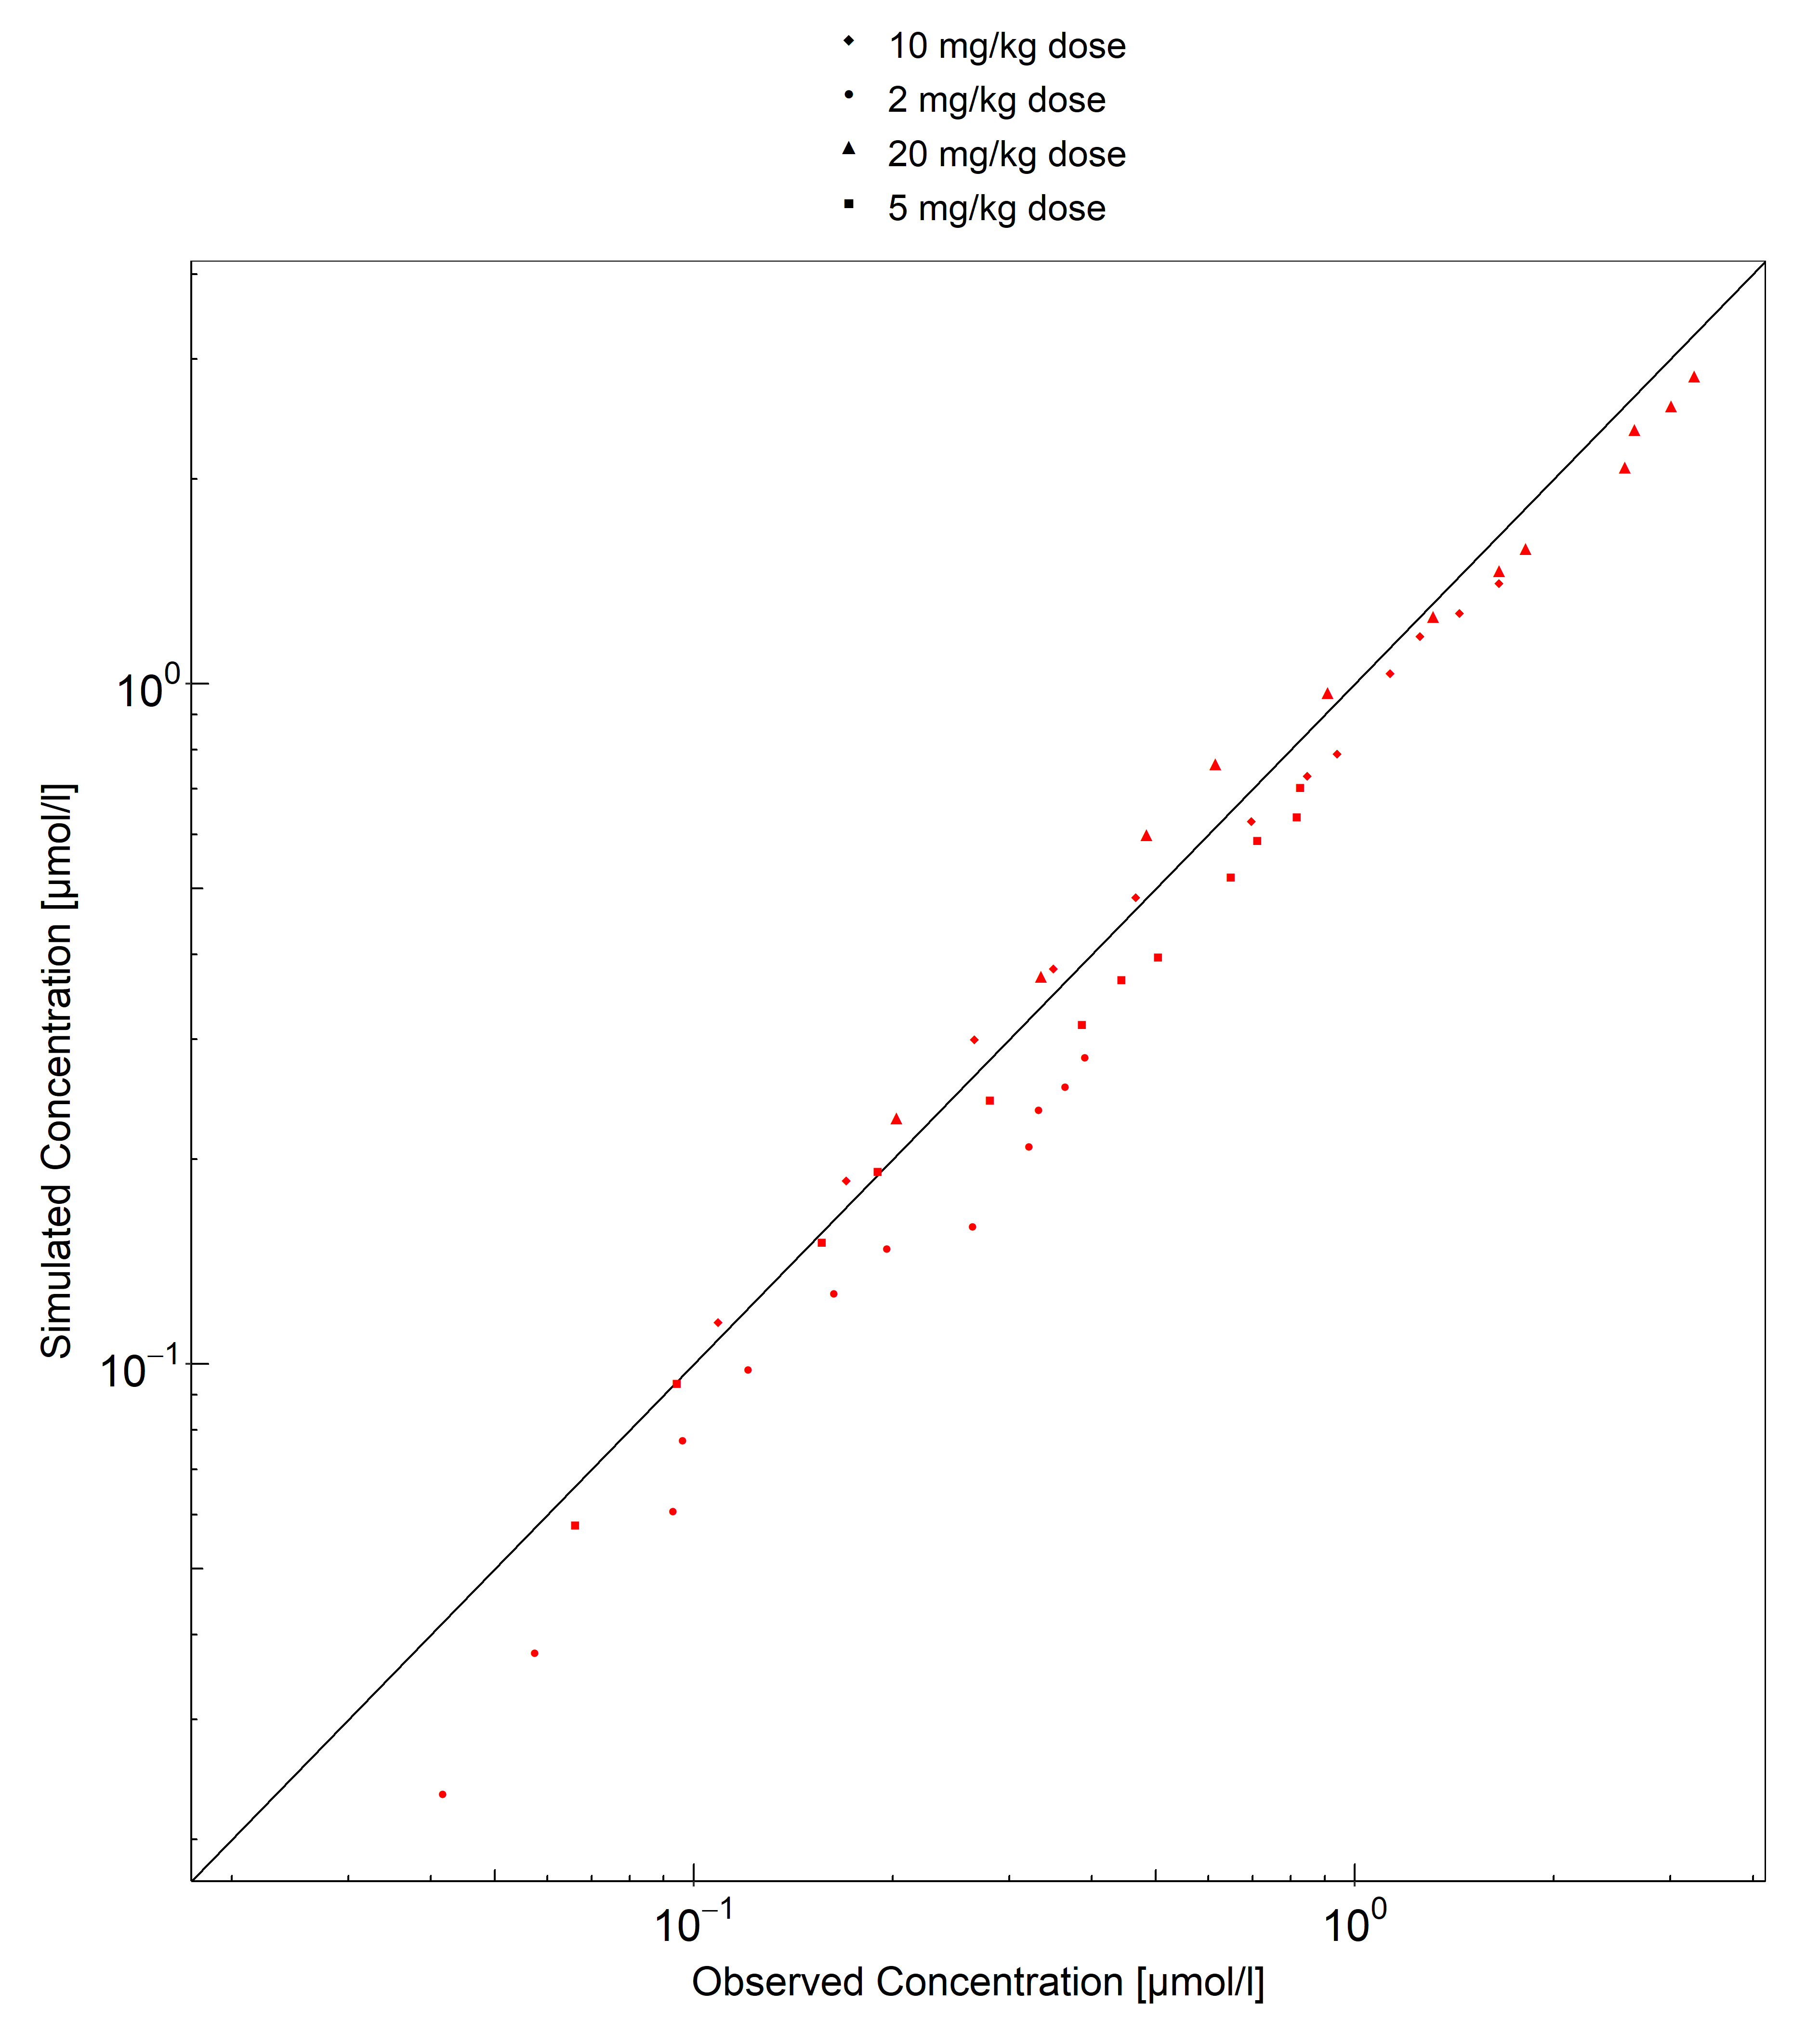 10 mg/kg dose
2 mg/kg dose
20 mg/kg dose
5 mg/kg dose
Simulated Concentration [µmol/l]
10⁰
10⁻¹
10⁻¹
10⁰
Observed Concentration [µmol/l]